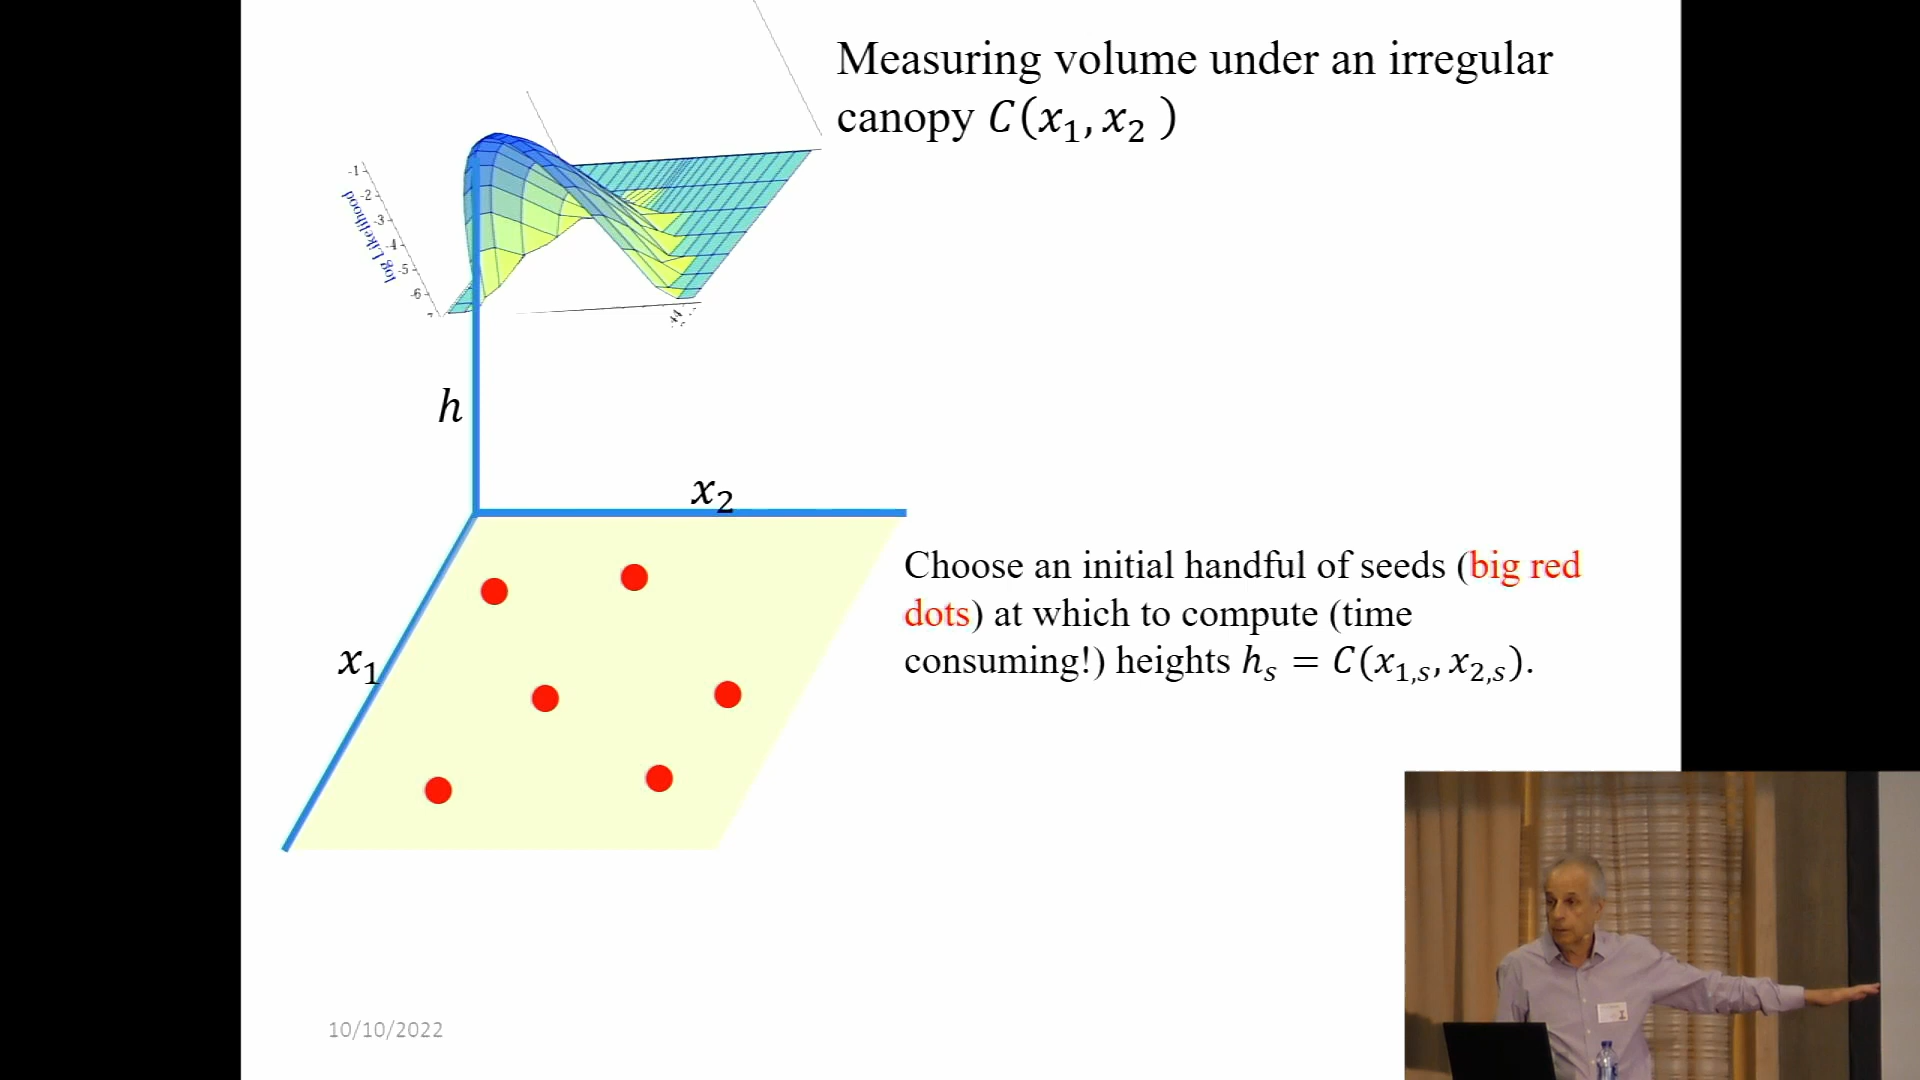 Measuring volume under an irregular
canopy C(x₁, x₂ )
-1
-2
-3
-4
-5
-6
log Likelihood
h
x₂
x₁
Choose an initial handful of seeds (big red
dots) at which to compute (time
consuming!) heights hₛ = C(x₁,ₛ, x₂,ₛ).
10/10/2022